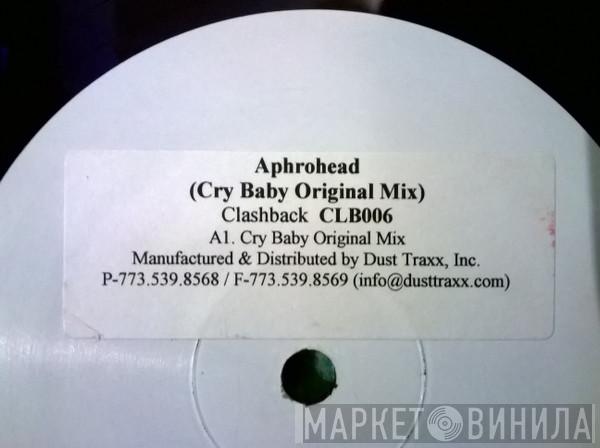 Aphrohead
(Cry Baby Original Mix)
Clashback CLB006
A1. Cry Baby Original Mix
Manufactured & Distributed by Dust Traxx, Inc.
P-773.539.8568 / F-773.539.8569 (info@dusttraxx.com)
МАРКЕТ ВИНИЛА